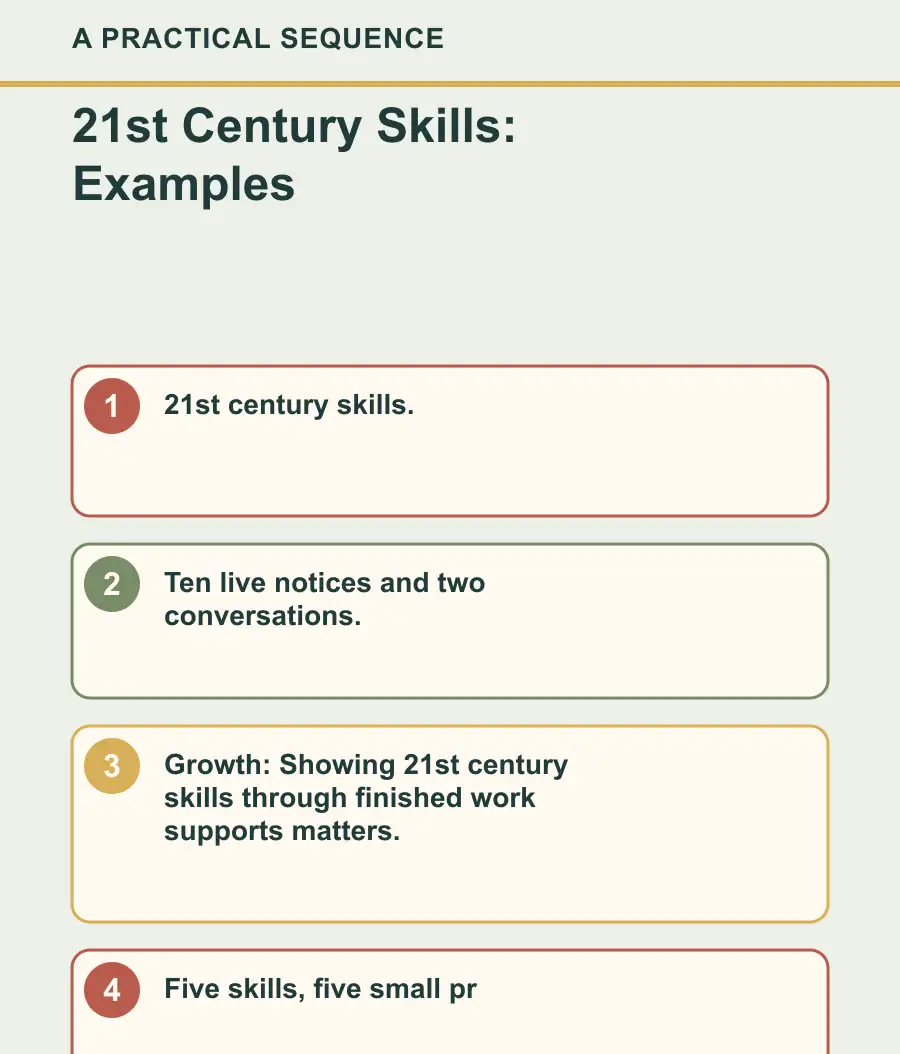 A PRACTICAL SEQUENCE
21st Century Skills:
Examples
1
21st century skills.
2
Ten live notices and two
conversations.
3
Growth: Showing 21st century
skills through finished work
supports matters.
4
Five skills, five small pr